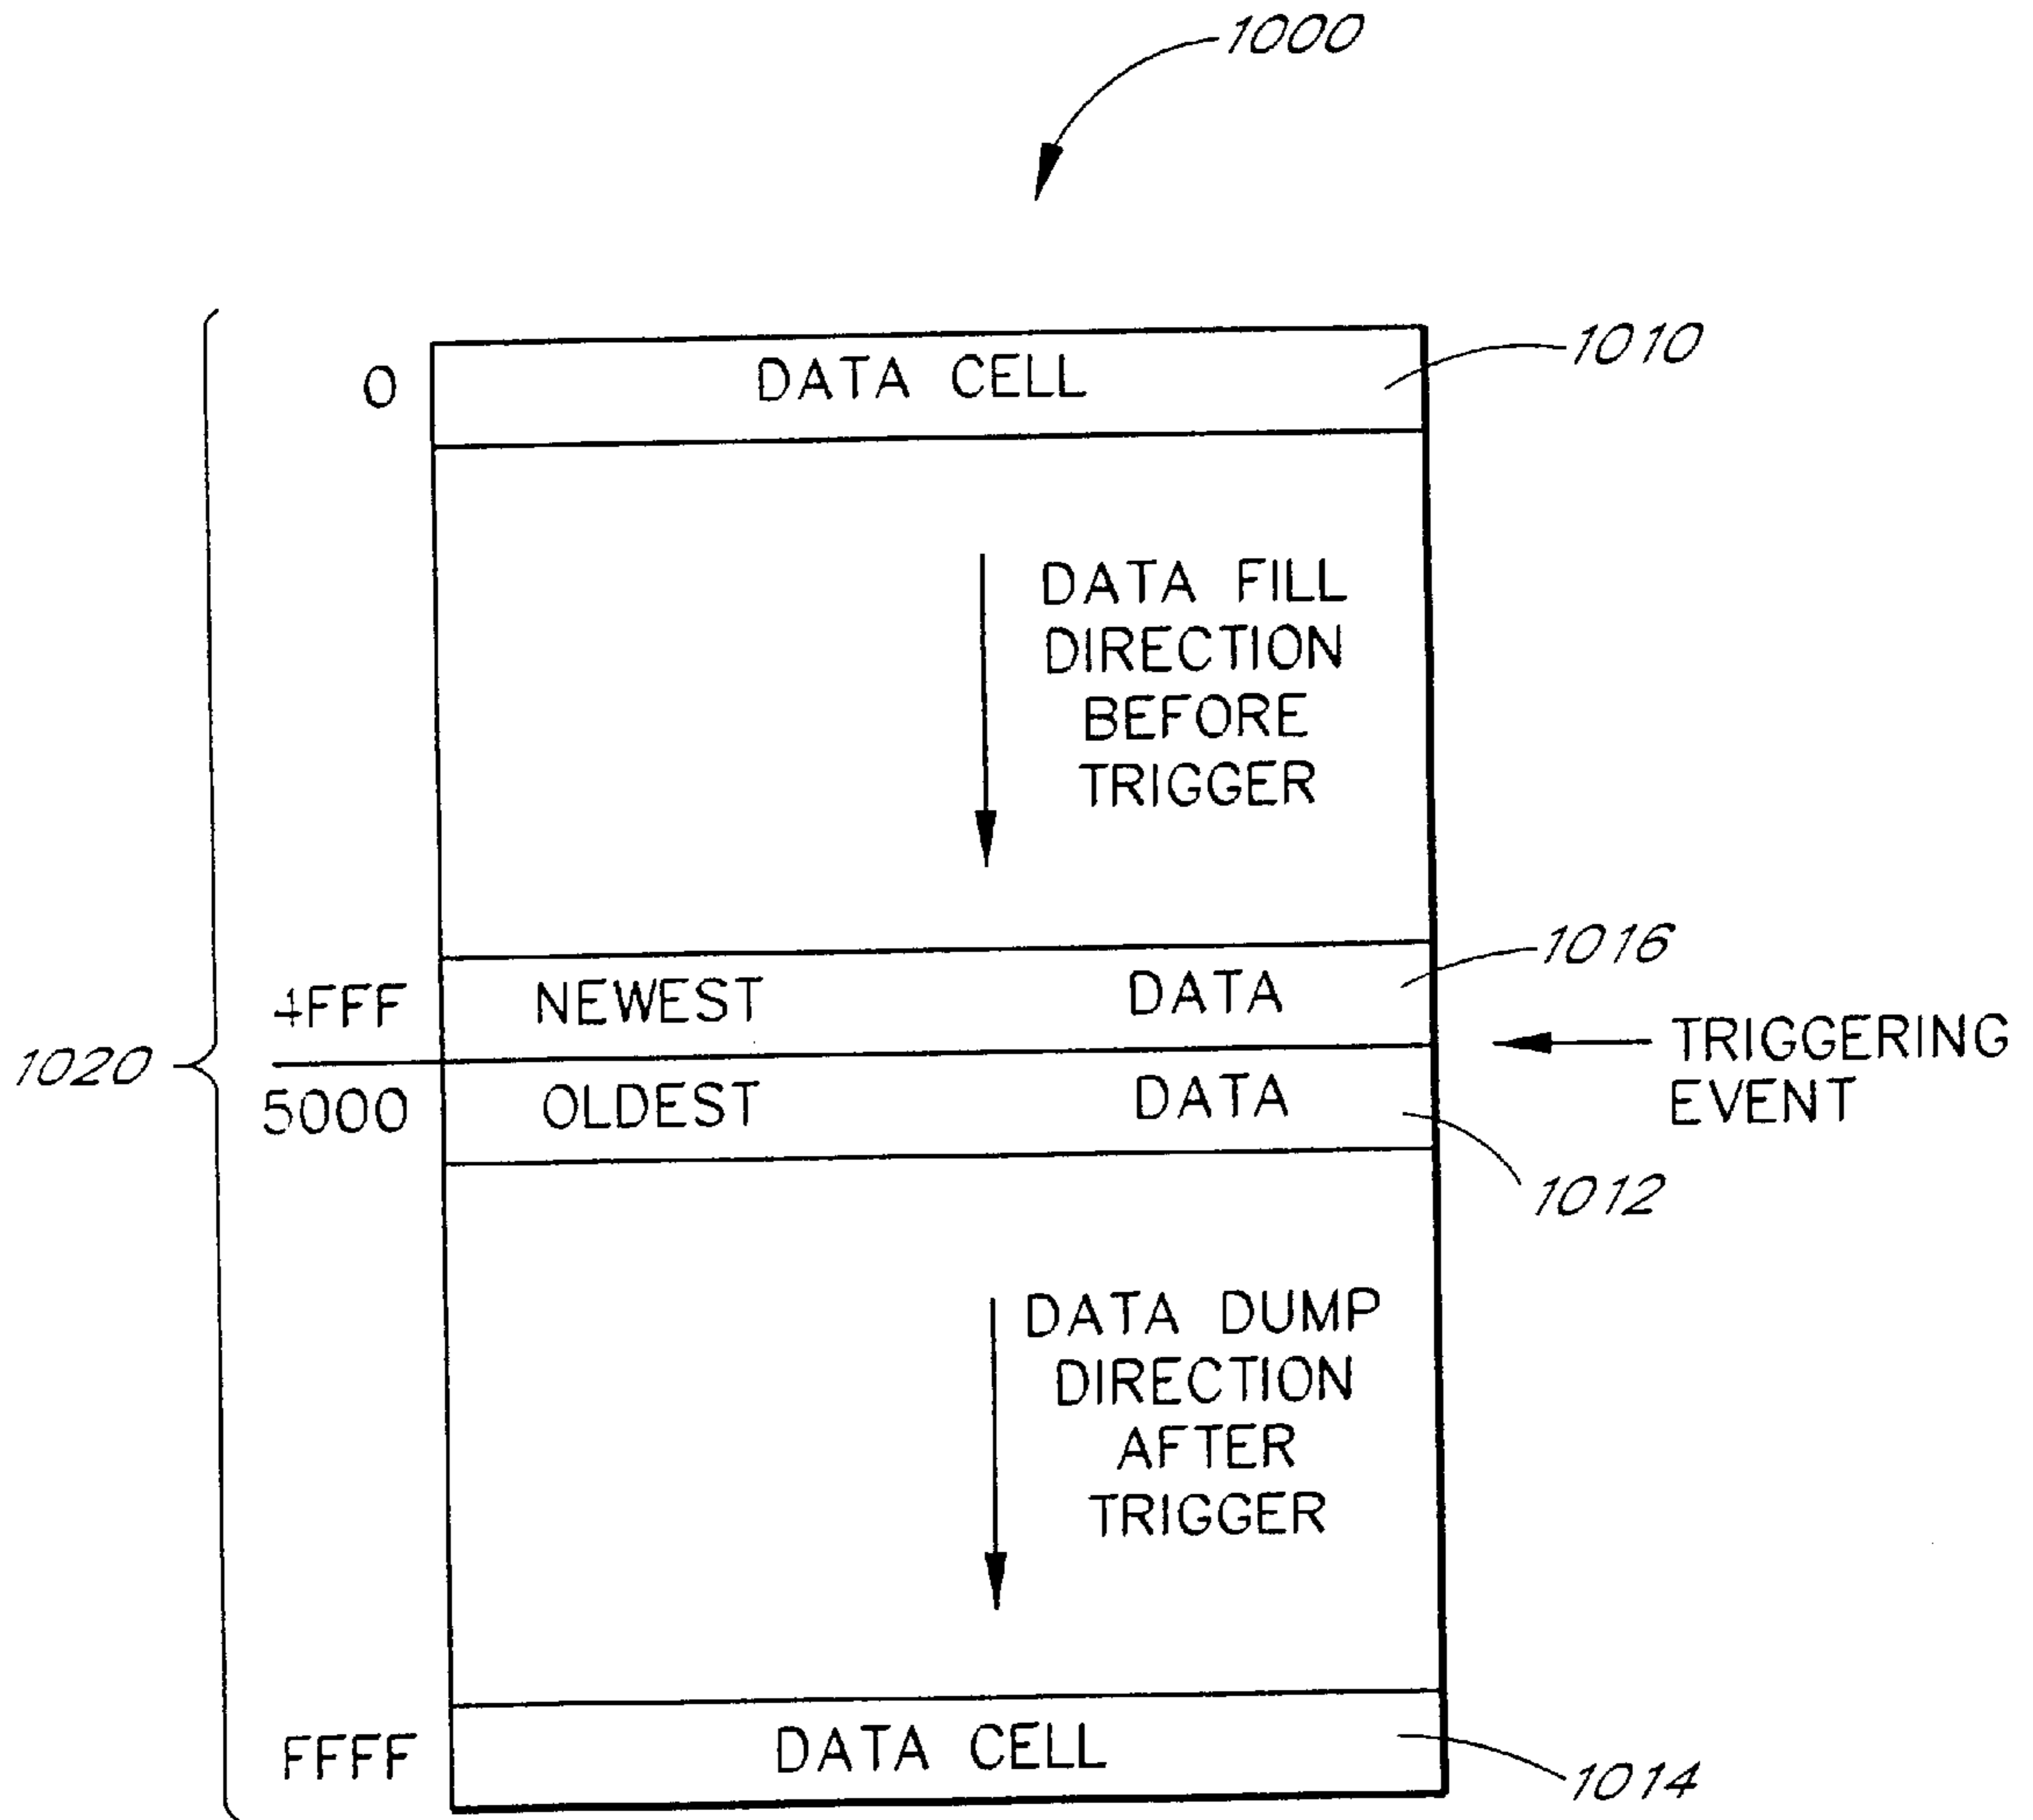 1000
1010
0 DATA CELL
DATA FILL
DIRECTION
BEFORE
TRIGGER
1016
4FFF NEWEST DATA
TRIGGERING
EVENT
1020
5000 OLDEST DATA
1012
DATA DUMP
DIRECTION
AFTER
TRIGGER
FFFF DATA CELL
1014